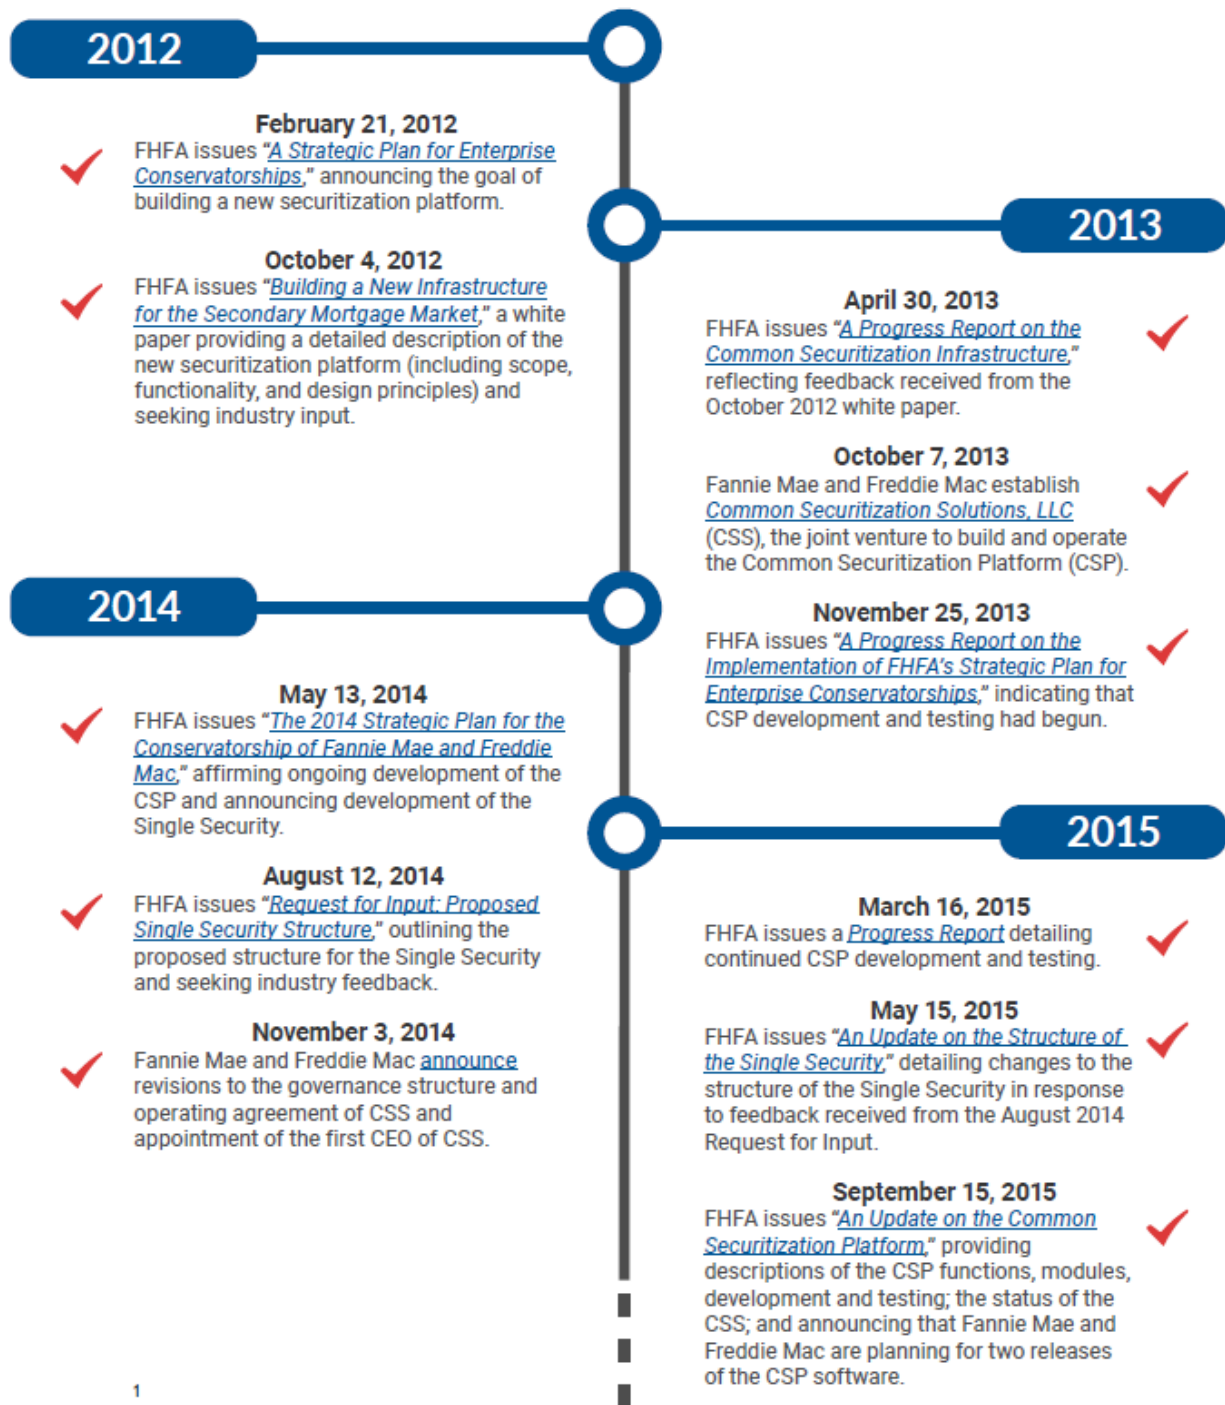 2012
February 21, 2012
FHFA issues “A Strategic Plan for Enterprise
Conservatorships,” announcing the goal of
building a new securitization platform.
October 4, 2012
FHFA issues “Building a New Infrastructure
for the Secondary Mortgage Market,” a white
paper providing a detailed description of the
new securitization platform (including scope,
functionality, and design principles) and
seeking industry input.
2013
April 30, 2013
FHFA issues “A Progress Report on the
Common Securitization Infrastructure,”
reflecting feedback received from the
October 2012 white paper.
October 7, 2013
Fannie Mae and Freddie Mac establish
Common Securitization Solutions, LLC
(CSS), the joint venture to build and operate
the Common Securitization Platform (CSP).
November 25, 2013
FHFA issues “A Progress Report on the
Implementation of FHFA’s Strategic Plan for
Enterprise Conservatorships,” indicating that
CSP development and testing had begun.
2014
May 13, 2014
FHFA issues “The 2014 Strategic Plan for the
Conservatorship of Fannie Mae and Freddie
Mac,” affirming ongoing development of the
CSP and announcing development of the
Single Security.
August 12, 2014
FHFA issues “Request for Input: Proposed
Single Security Structure,” outlining the
proposed structure for the Single Security
and seeking industry feedback.
November 3, 2014
Fannie Mae and Freddie Mac announce
revisions to the governance structure and
operating agreement of CSS and
appointment of the first CEO of CSS.
2015
March 16, 2015
FHFA issues a Progress Report detailing
continued CSP development and testing.
May 15, 2015
FHFA issues “An Update on the Structure of
the Single Security,” detailing changes to the
structure of the Single Security in response
to feedback received from the August 2014
Request for Input.
September 15, 2015
FHFA issues “An Update on the Common
Securitization Platform,” providing
descriptions of the CSP functions, modules,
development and testing; the status of the
CSS; and announcing that Fannie Mae and
Freddie Mac are planning for two releases
of the CSP software.
1